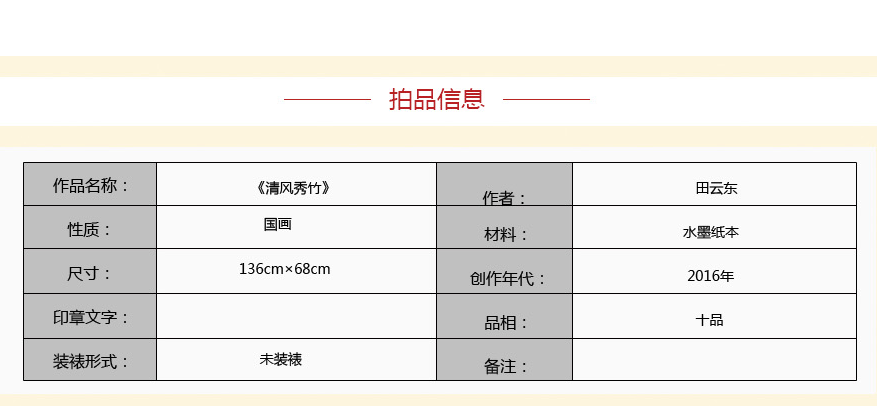 拍品信息
作品名称： 《清风秀竹》 作者： 田云东
性质： 国画 材料： 水墨纸本
尺寸： 136cm×68cm 创作年代： 2016年
印章文字： 品相： 十品
装裱形式： 未装裱 备注：